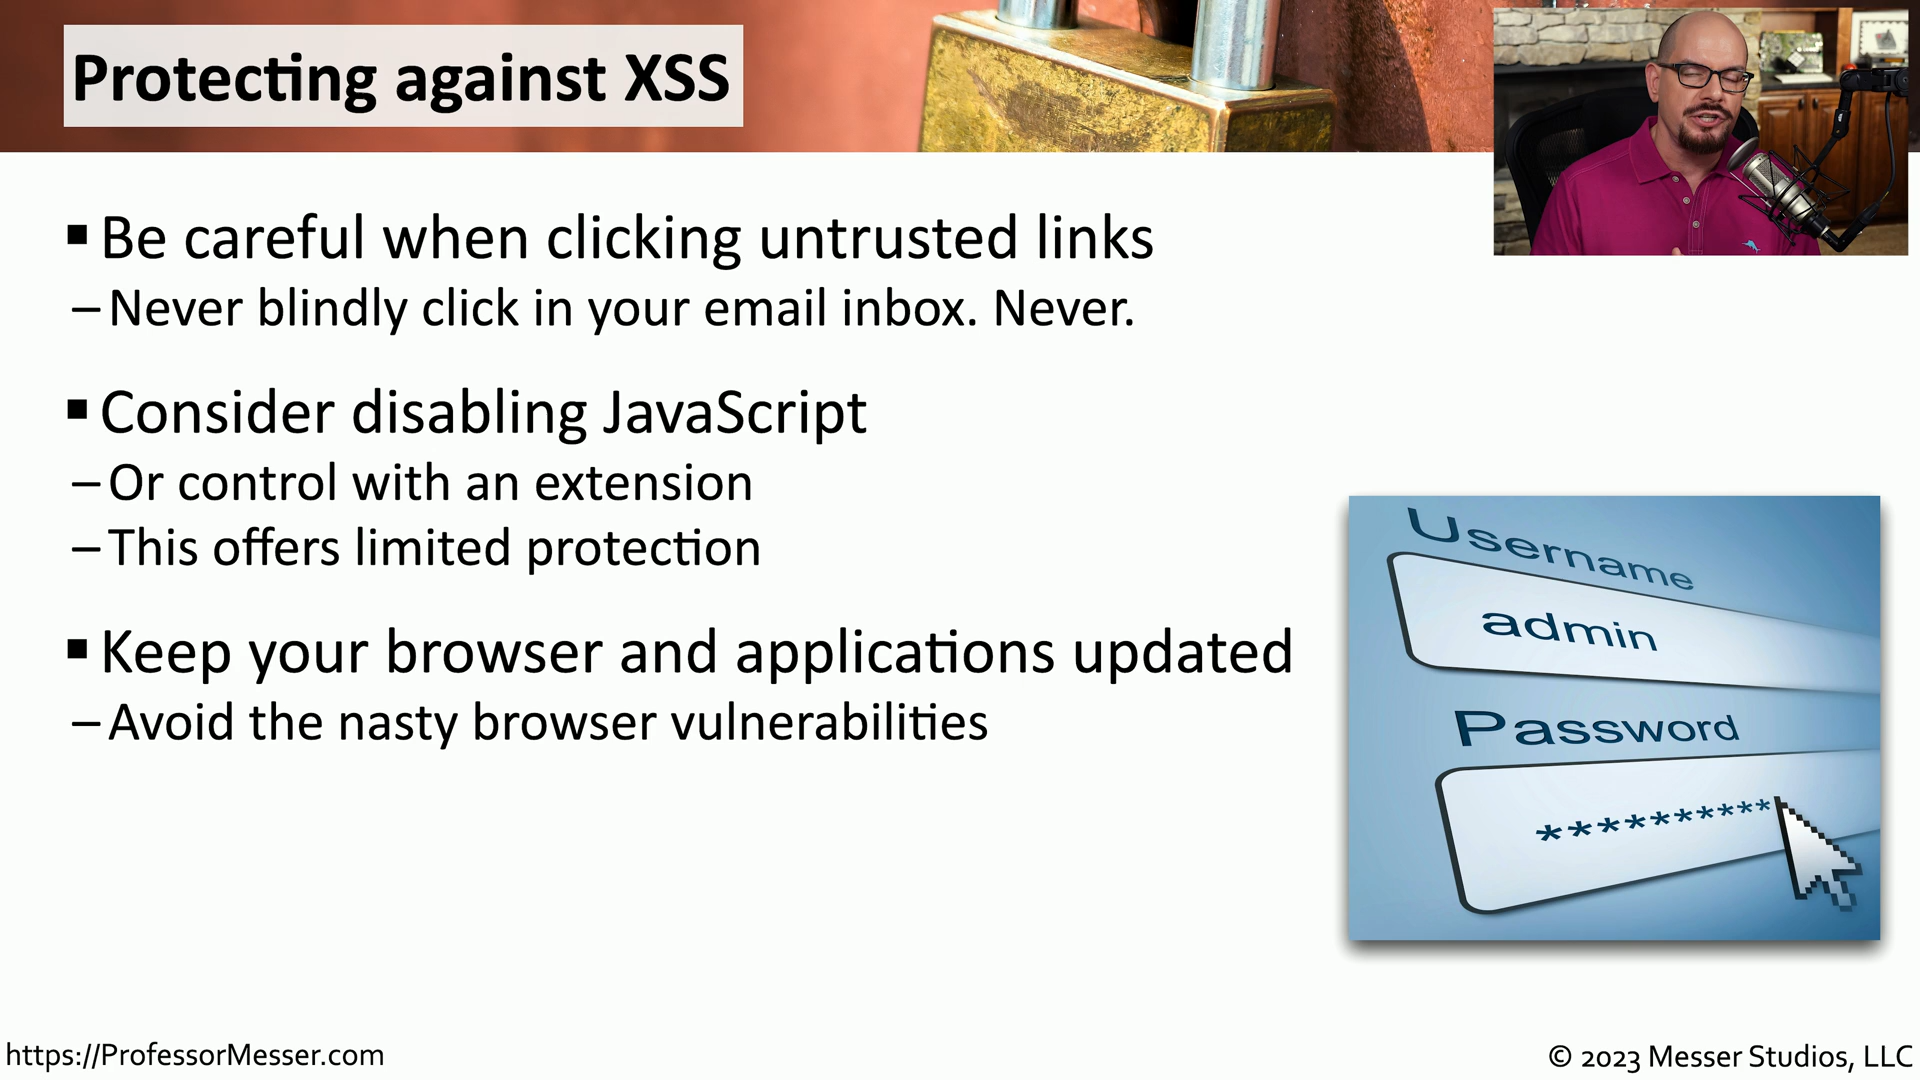 Protecting against XSS
▪ Be careful when clicking untrusted links
– Never blindly click in your email inbox. Never.
▪ Consider disabling JavaScript
– Or control with an extension
– This offers limited protection
▪ Keep your browser and applications updated
– Avoid the nasty browser vulnerabilities
Username
admin
Password
**********
https://ProfessorMesser.com
© 2023 Messer Studios, LLC